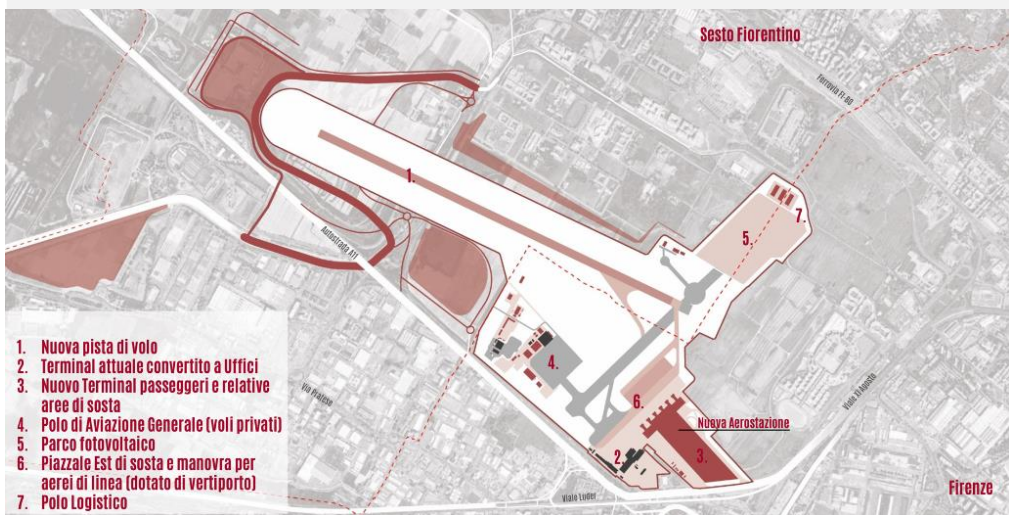 Sesto Fiorentino
Ferrovia FI-BO
1.
7.
5.
Autostrada A11
4.
6.
Viale XI Agosto
Via Pratese
Nuova Aerostazione
2.
3.
Viale Luder
Firenze
1. Nuova pista di volo
2. Terminal attuale convertito a Uffici
3. Nuovo Terminal passeggeri e relative
aree di sosta
4. Polo di Aviazione Generale (voli privati)
5. Parco fotovoltaico
6. Piazzale Est di sosta e manovra per
aerei di linea (dotato di vertiporto)
7. Polo Logistico